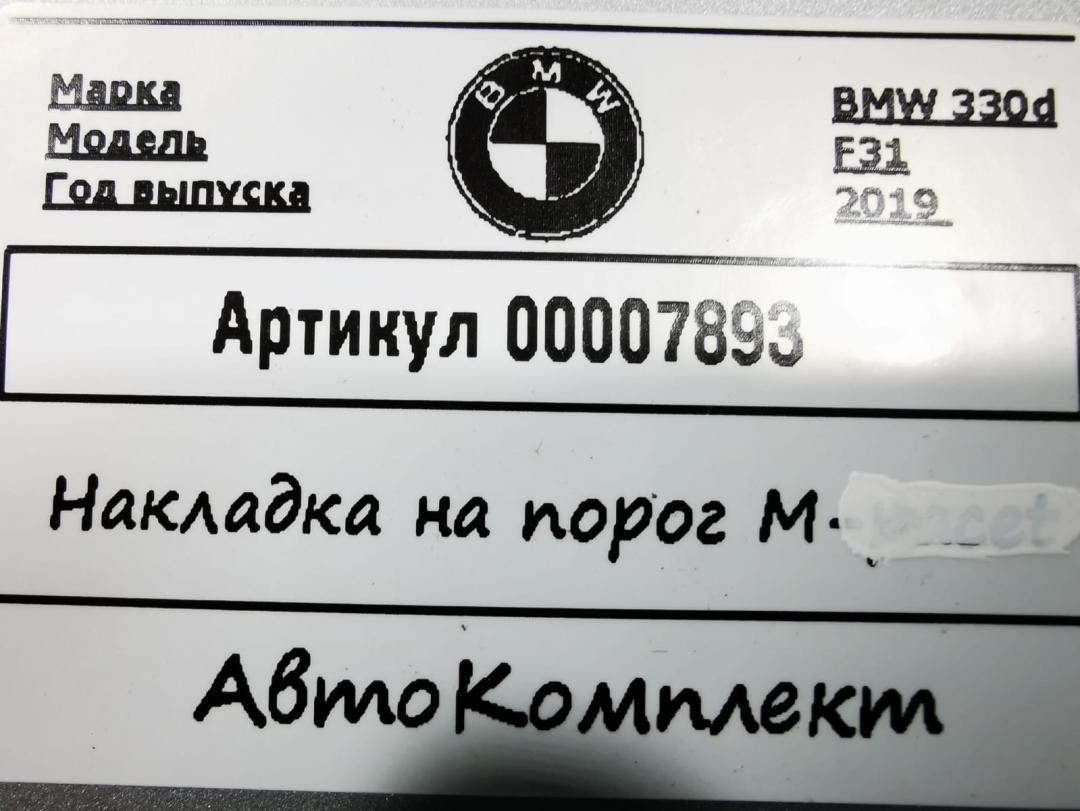 Марка
Модель
Год выпуска
BMW
BMW 330d
F31
2019
Артикул 00007893
Накладка на порог М-
АвтоКомплект